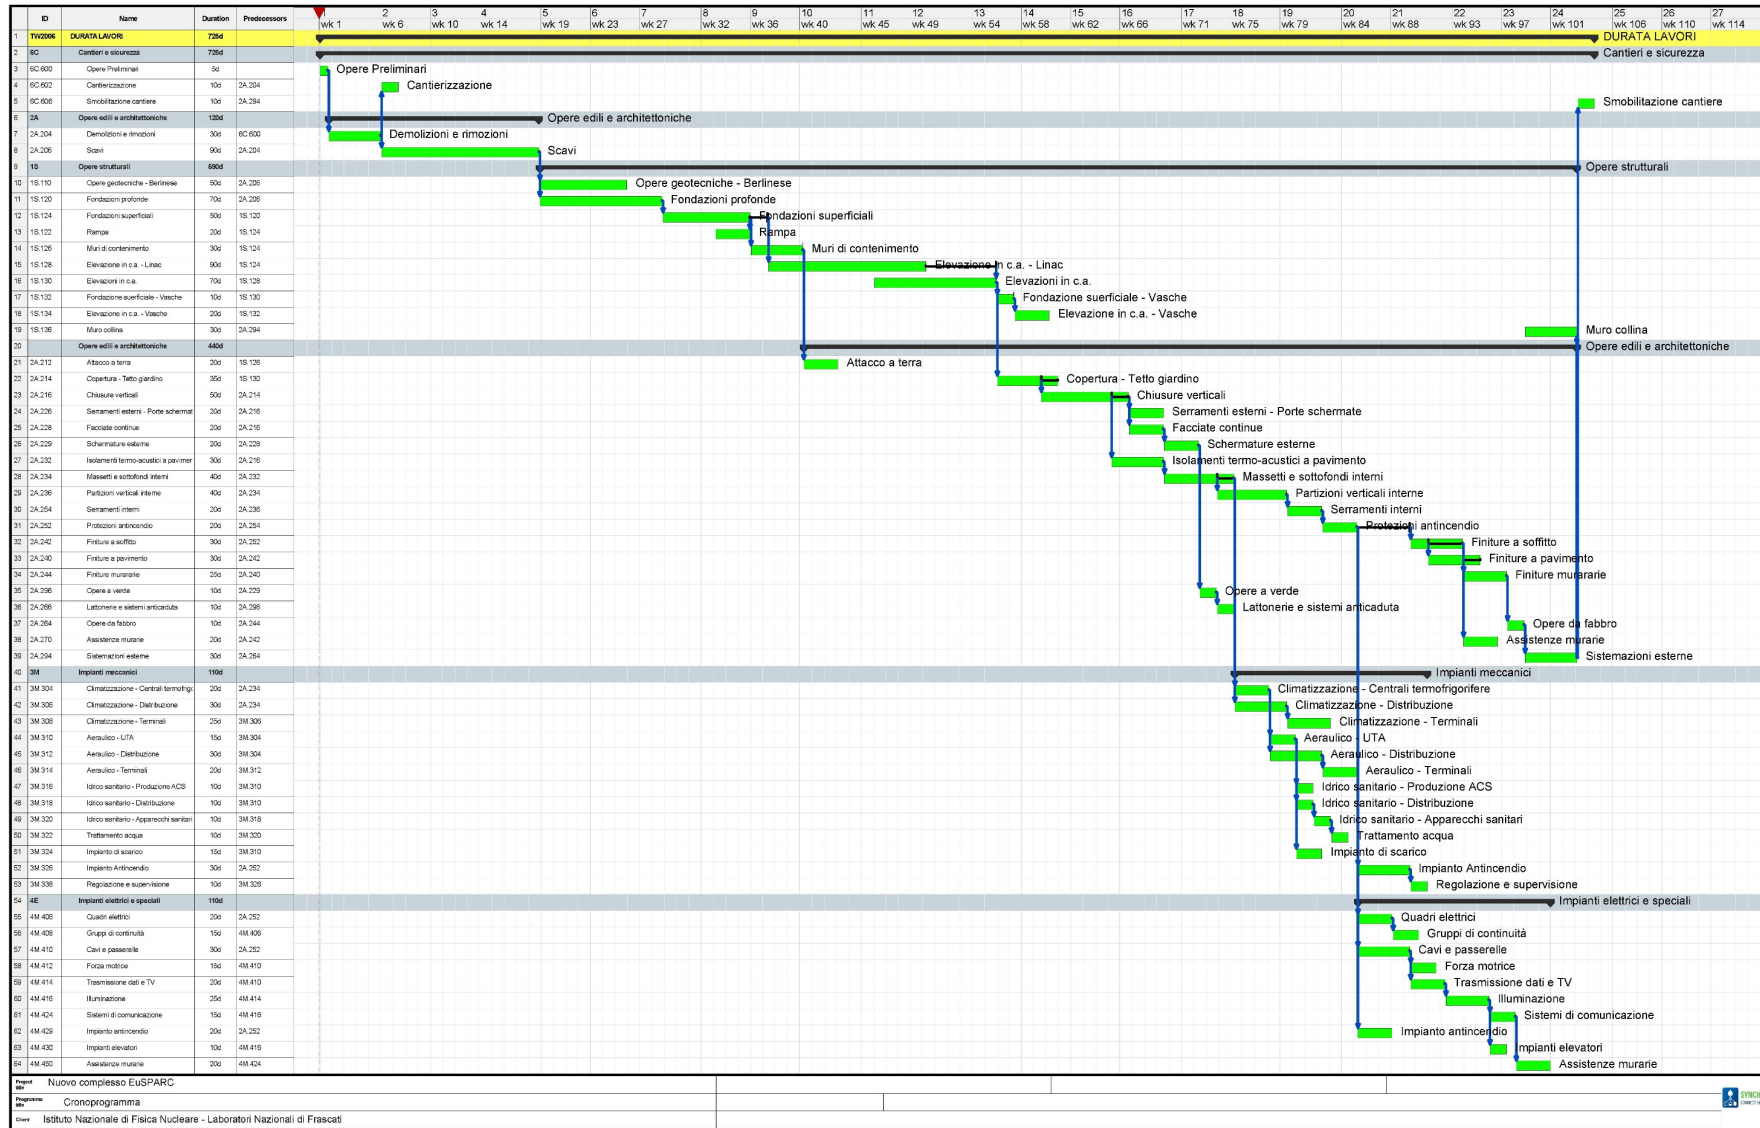 1 2 3 4 5 6 7 8 9 10 11 12 13 14 15 16 17 18 19 20 21 22 23 24 25 26 27
ID Name Duration Predecessors wk 1 wk 6 wk 10 wk 14 wk 19 wk 23 wk 27 wk 32 wk 36 wk 40 wk 45 wk 49 wk 54 wk 58 wk 62 wk 66 wk 71 wk 75 wk 79 wk 84 wk 88 wk 93 wk 97 wk 101 wk 106 wk 110 wk 114
1 TW2006 DURATA LAVORI 725d DURATA LAVORI
2 6C Cantieri e sicurezza 725d Cantieri e sicurezza
3 6C.600 Opere Preliminari 5d Opere Preliminari
4 6C.602 Cantierizzazione 10d 2A.204 Cantierizzazione
5 6C.606 Smobilitazione cantiere 10d 2A.294 Smobilitazione cantiere
6 2A Opere edili e architettoniche 120d Opere edili e architettoniche
7 2A.204 Demolizioni e rimozioni 30d 6C.600 Demolizioni e rimozioni
8 2A.206 Scavi 90d 2A.204 Scavi
9 1S Opere strutturali 590d Opere strutturali
10 1S.110 Opere geotecniche - Berlinese 50d 2A.206 Opere geotecniche - Berlinese
11 1S.120 Fondazioni profonde 70d 2A.206 Fondazioni profonde
12 1S.124 Fondazioni superficiali 50d 1S.120 Fondazioni superficiali
13 1S.122 Rampa 20d 1S.124 Rampa
14 1S.126 Muri di contenimento 30d 1S.124 Muri di contenimento
15 1S.128 Elevazione in c.a. - Linac 90d 1S.124 Elevazione in c.a. - Linac
16 1S.130 Elevazioni in c.a. 70d 1S.128 Elevazioni in c.a.
17 1S.132 Fondazione suerficiale - Vasche 10d 1S.130 Fondazione suerficiale - Vasche
18 1S.134 Elevazione in c.a. - Vasche 20d 1S.132 Elevazione in c.a. - Vasche
19 1S.136 Muro collina 30d 2A.294 Muro collina
20 Opere edili e architettoniche 440d Opere edili e architettoniche
21 2A.212 Attacco a terra 20d 1S.126 Attacco a terra
22 2A.214 Copertura - Tetto giardino 35d 1S.130 Copertura - Tetto giardino
23 2A.216 Chiusure verticali 50d 2A.214 Chiusure verticali
24 2A.226 Serramenti esterni - Porte schermat 20d 2A.216 Serramenti esterni - Porte schermate
25 2A.228 Facciate continue 20d 2A.216 Facciate continue
26 2A.229 Schermature esterne 20d 2A.228 Schermature esterne
27 2A.232 Isolamenti termo-acustici a pavimer 30d 2A.216 Isolamenti termo-acustici a pavimento
28 2A.234 Massetti e sottofondi interni 40d 2A.232 Massetti e sottofondi interni
29 2A.236 Partizioni verticali interne 40d 2A.234 Partizioni verticali interne
30 2A.254 Serramenti interni 20d 2A.236 Serramenti interni
31 2A.252 Protezioni antincendio 20d 2A.254 Protezioni antincendio
32 2A.242 Finiture a soffitto 30d 2A.252 Finiture a soffitto
33 2A.240 Finiture a pavimento 30d 2A.242 Finiture a pavimento
34 2A.244 Finiture murararie 25d 2A.240 Finiture murararie
35 2A.296 Opere a verde 10d 2A.229 Opere a verde
36 2A.266 Lattonerie e sistemi anticaduta 10d 2A.296 Lattonerie e sistemi anticaduta
37 2A.264 Opere da fabbro 10d 2A.244 Opere da fabbro
38 2A.270 Assistenze murarie 20d 2A.242 Assistenze murarie
39 2A.294 Sistemazioni esterne 30d 2A.264 Sistemazioni esterne
40 3M Impianti meccanici 110d Impianti meccanici
41 3M.304 Climatizzazione - Centrali termofrigc 20d 2A.234 Climatizzazione - Centrali termofrigorifere
42 3M.306 Climatizzazione - Distribuzione 30d 2A.234 Climatizzazione - Distribuzione
43 3M.308 Climatizzazione - Terminali 25d 3M.306 Climatizzazione - Terminali
44 3M.310 Aeraulico - UTA 15d 3M.304 Aeraulico - UTA
45 3M.312 Aeraulico - Distribuzione 30d 3M.304 Aeraulico - Distribuzione
46 3M.314 Aeraulico - Terminali 20d 3M.312 Aeraulico - Terminali
47 3M.316 Idrico sanitario - Produzione ACS 10d 3M.310 Idrico sanitario - Produzione ACS
48 3M.318 Idrico sanitario - Distribuzione 10d 3M.310 Idrico sanitario - Distribuzione
49 3M.320 Idrico sanitario - Apparecchi sanitari 10d 3M.318 Idrico sanitario - Apparecchi sanitari
50 3M.322 Trattamento acqua 10d 3M.320 Trattamento acqua
51 3M.324 Impianto di scarico 15d 3M.310 Impianto di scarico
52 3M.326 Impianto Antincendio 30d 2A.252 Impianto Antincendio
53 3M.338 Regolazione e supervisione 10d 3M.326 Regolazione e supervisione
54 4E Impianti elettrici e speciali 110d Impianti elettrici e speciali
55 4M.406 Quadri elettrici 20d 2A.252 Quadri elettrici
56 4M.408 Gruppi di continuità 15d 4M.406 Gruppi di continuità
57 4M.410 Cavi e passerelle 30d 2A.252 Cavi e passerelle
58 4M.412 Forza motrice 15d 4M.410 Forza motrice
59 4M.414 Trasmissione dati e TV 20d 4M.410 Trasmissione dati e TV
60 4M.416 Illuminazione 25d 4M.414 Illuminazione
61 4M.424 Sistemi di comunicazione 15d 4M.416 Sistemi di comunicazione
62 4M.429 Impianto antincendio 20d 2A.252 Impianto antincendio
63 4M.430 Impianti elevatori 10d 4M.416 Impianti elevatori
64 4M.450 Assistenze murarie 20d 4M.424 Assistenze murarie
Project title Nuovo complesso EuSPARC
Programme title Cronoprogramma
SYNCH
Client Istituto Nazionale di Fisica Nucleare - Laboratori Nazionali di Frascati